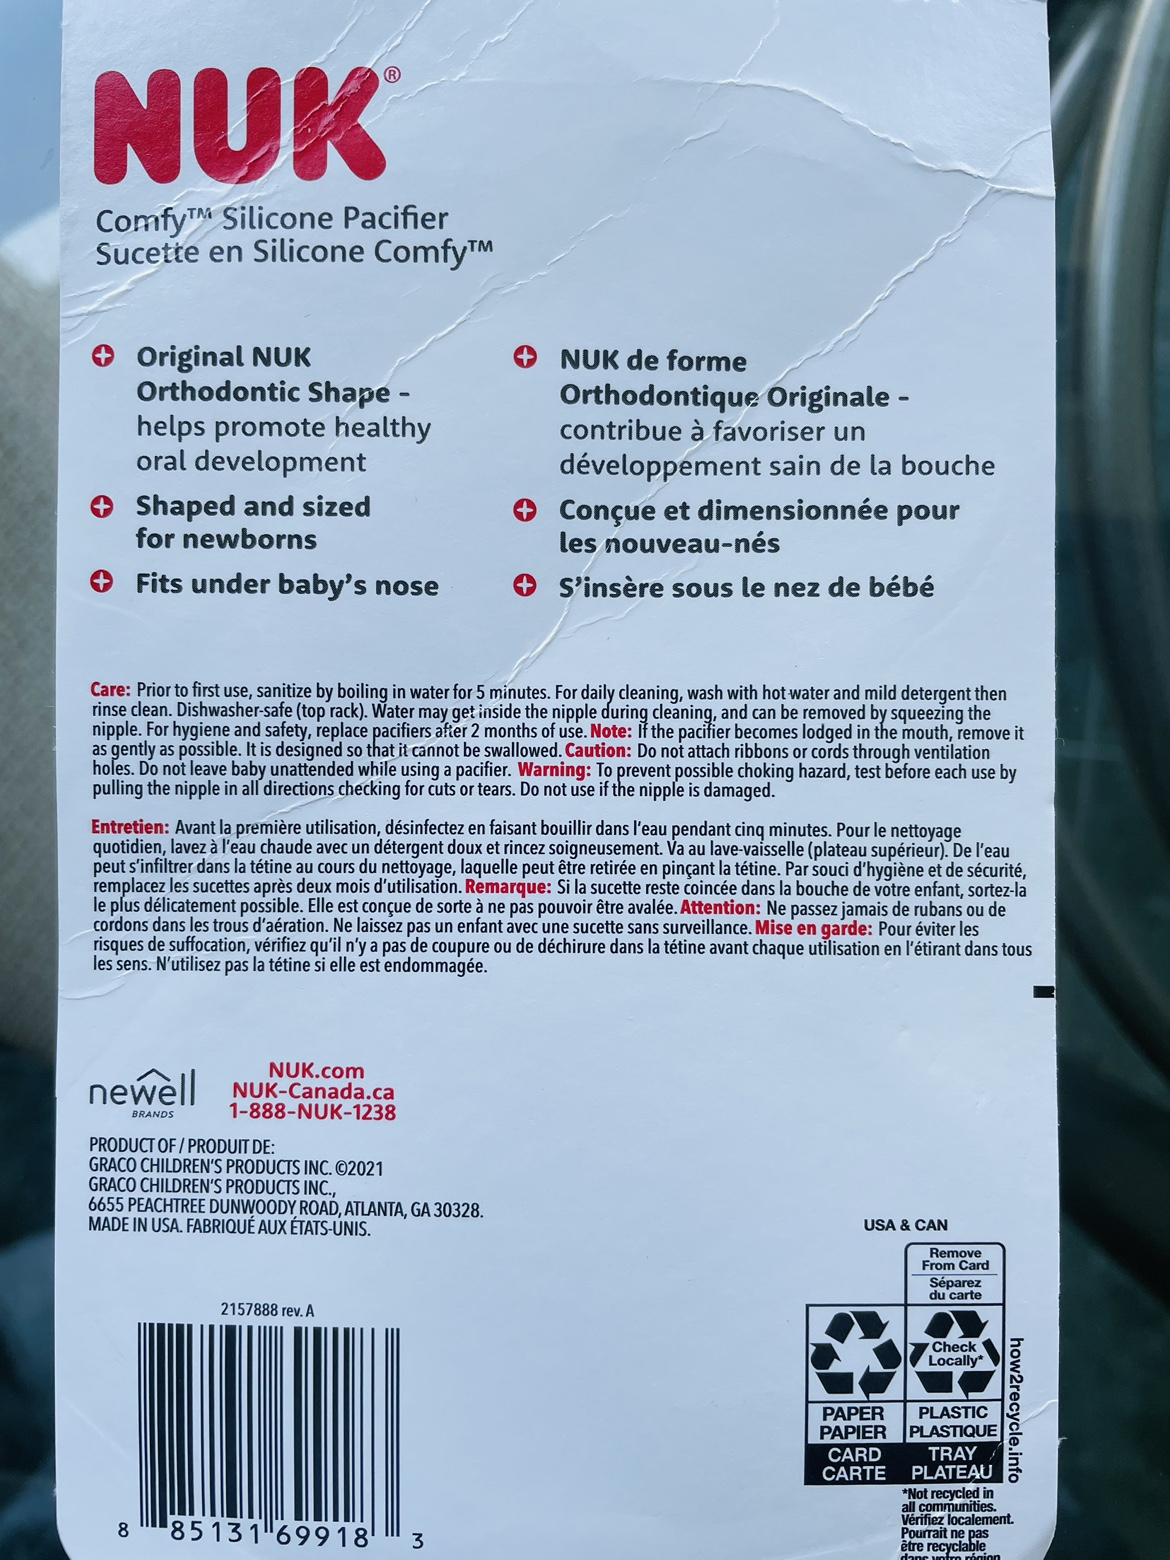 NUK®
Comfy™ Silicone Pacifier
Sucette en Silicone Comfy™
Original NUK
Orthodontic Shape -
helps promote healthy
oral development
Shaped and sized
for newborns
Fits under baby's nose
NUK de forme
Orthodontique Originale -
contribue à favoriser un
développement sain de la bouche
Conçue et dimensionnée pour
les nouveau-nés
S'insère sous le nez de bébé
Care: Prior to first use, sanitize by boiling in water for 5 minutes. For daily cleaning, wash with hot water and mild detergent then
rinse clean. Dishwasher-safe (top rack). Water may get inside the nipple during cleaning, and can be removed by squeezing the
nipple. For hygiene and safety, replace pacifiers after 2 months of use. Note: If the pacifier becomes lodged in the mouth, remove it
as gently as possible. It is designed so that it cannot be swallowed. Caution: Do not attach ribbons or cords through ventilation
holes. Do not leave baby unattended while using a pacifier. Warning: To prevent possible choking hazard, test before each use by
pulling the nipple in all directions checking for cuts or tears. Do not use if the nipple is damaged.
Entretien: Avant la première utilisation, désinfectez en faisant bouillir dans l'eau pendant cinq minutes. Pour le nettoyage
quotidien, lavez à l'eau chaude avec un détergent doux et rincez soigneusement. Va au lave-vaisselle (plateau supérieur). De l'eau
peut s'infiltrer dans la tétine au cours du nettoyage, laquelle peut être retirée en pinçant la tétine. Par souci d'hygiène et de sécurité,
remplacez les sucettes après deux mois d'utilisation. Remarque: Si la sucette reste coincée dans la bouche de votre enfant, sortez-la
le plus délicatement possible. Elle est conçue de sorte à ne pas pouvoir être avalée. Attention: Ne passez jamais de rubans ou de
cordons dans les trous d'aération. Ne laissez pas un enfant avec une sucette sans surveillance. Mise en garde: Pour éviter les
risques de suffocation, vérifiez qu'il n'y a pas de coupure ou de déchirure dans la tétine avant chaque utilisation en l'étirant dans tous
les sens. N'utilisez pas la tétine si elle est endommagée.
newell
BRANDS
NUK.com
NUK-Canada.ca
1-888-NUK-1238
PRODUCT OF / PRODUIT DE:
GRACO CHILDREN'S PRODUCTS INC. ©2021
GRACO CHILDREN'S PRODUCTS INC.,
6655 PEACHTREE DUNWOODY ROAD, ATLANTA, GA 30328.
MADE IN USA. FABRIQUÉ AUX ÉTATS-UNIS.
2157888 rev. A
8 85131 69918 3
USA & CAN
Remove
From Card
Séparez
du carte
Check
Locally*
PAPER
PAPIER
CARD
CARTE
PLASTIC
PLASTIQUE
TRAY
PLATEAU
how2recycle.info
*Not recycled in
all communities.
Vérifiez localement.
Pourrait ne pas
être recyclable
dans votre région